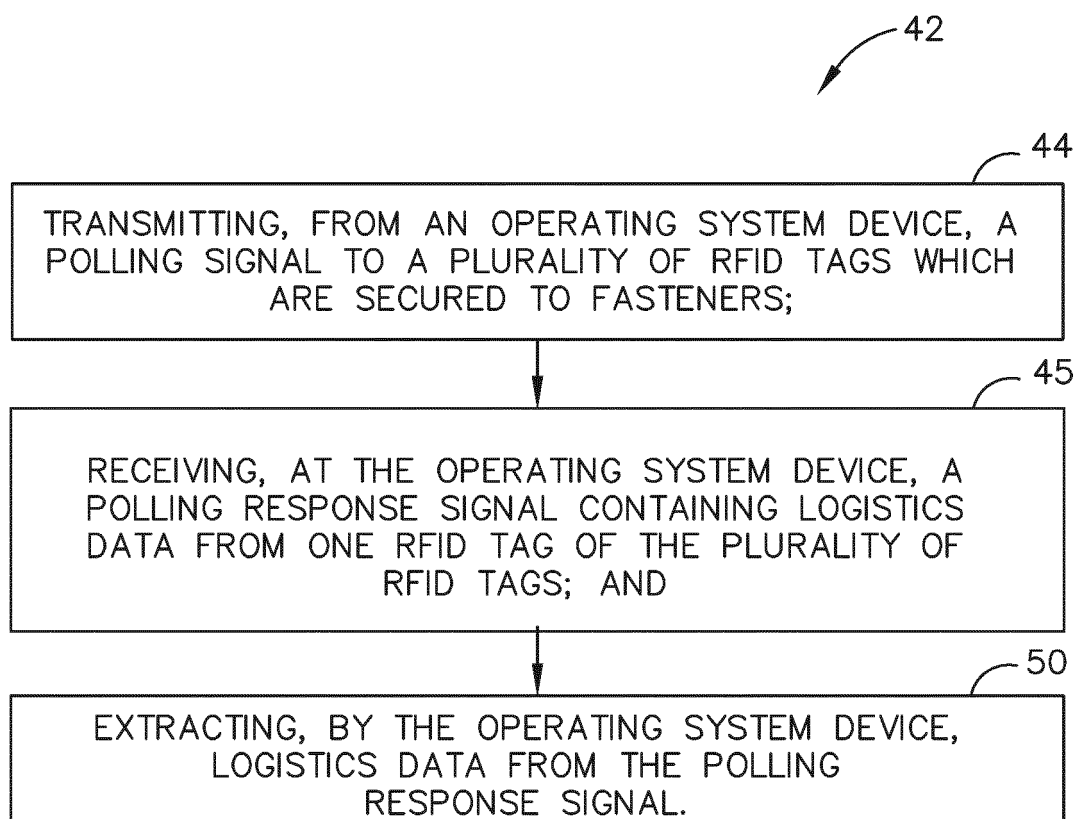 42
44
TRANSMITTING, FROM AN OPERATING SYSTEM DEVICE, A
POLLING SIGNAL TO A PLURALITY OF RFID TAGS WHICH
ARE SECURED TO FASTENERS;
45
RECEIVING, AT THE OPERATING SYSTEM DEVICE, A
POLLING RESPONSE SIGNAL CONTAINING LOGISTICS
DATA FROM ONE RFID TAG OF THE PLURALITY OF
RFID TAGS; AND
50
EXTRACTING, BY THE OPERATING SYSTEM DEVICE,
LOGISTICS DATA FROM THE POLLING
RESPONSE SIGNAL.